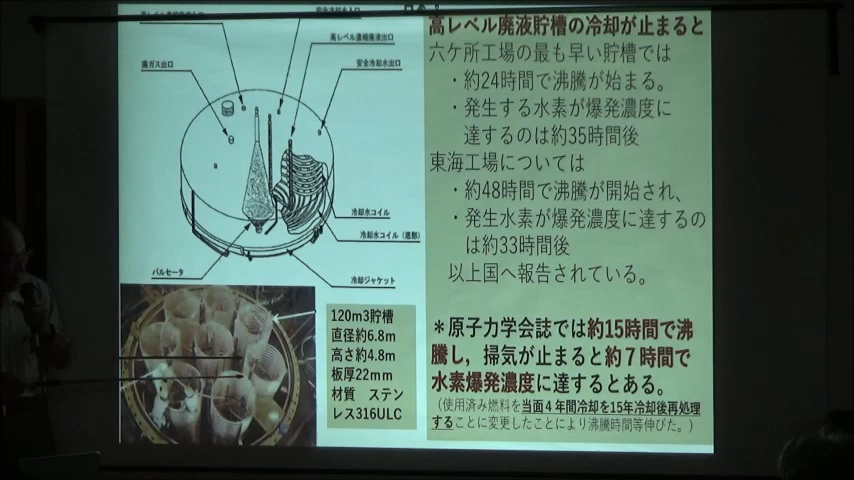 安全冷却水入口
高レベル濃縮廃液出口
廃ガス出口
安全冷却水出口
冷却水コイル
冷却水コイル（底部）
パルセータ
冷却ジャケット
120m3貯槽
直径約6.8m
高さ約4.8m
板厚22mm
材質　ステン
レス316ULC
高レベル廃液貯槽の冷却が止まると
六ケ所工場の最も早い貯槽では
・約24時間で沸騰が始まる。
・発生する水素が爆発濃度に
達するのは約35時間後
東海工場については
・約48時間で沸騰が開始され、
・発生水素が爆発濃度に達するの
は約33時間後
以上国へ報告されている。
＊原子力学会誌では約15時間で沸
騰し，掃気が止まると約７時間で
水素爆発濃度に達するとある。
（使用済み燃料を当面４年間冷却を15年冷却後再処理
することに変更したことにより沸騰時間等伸びた。）